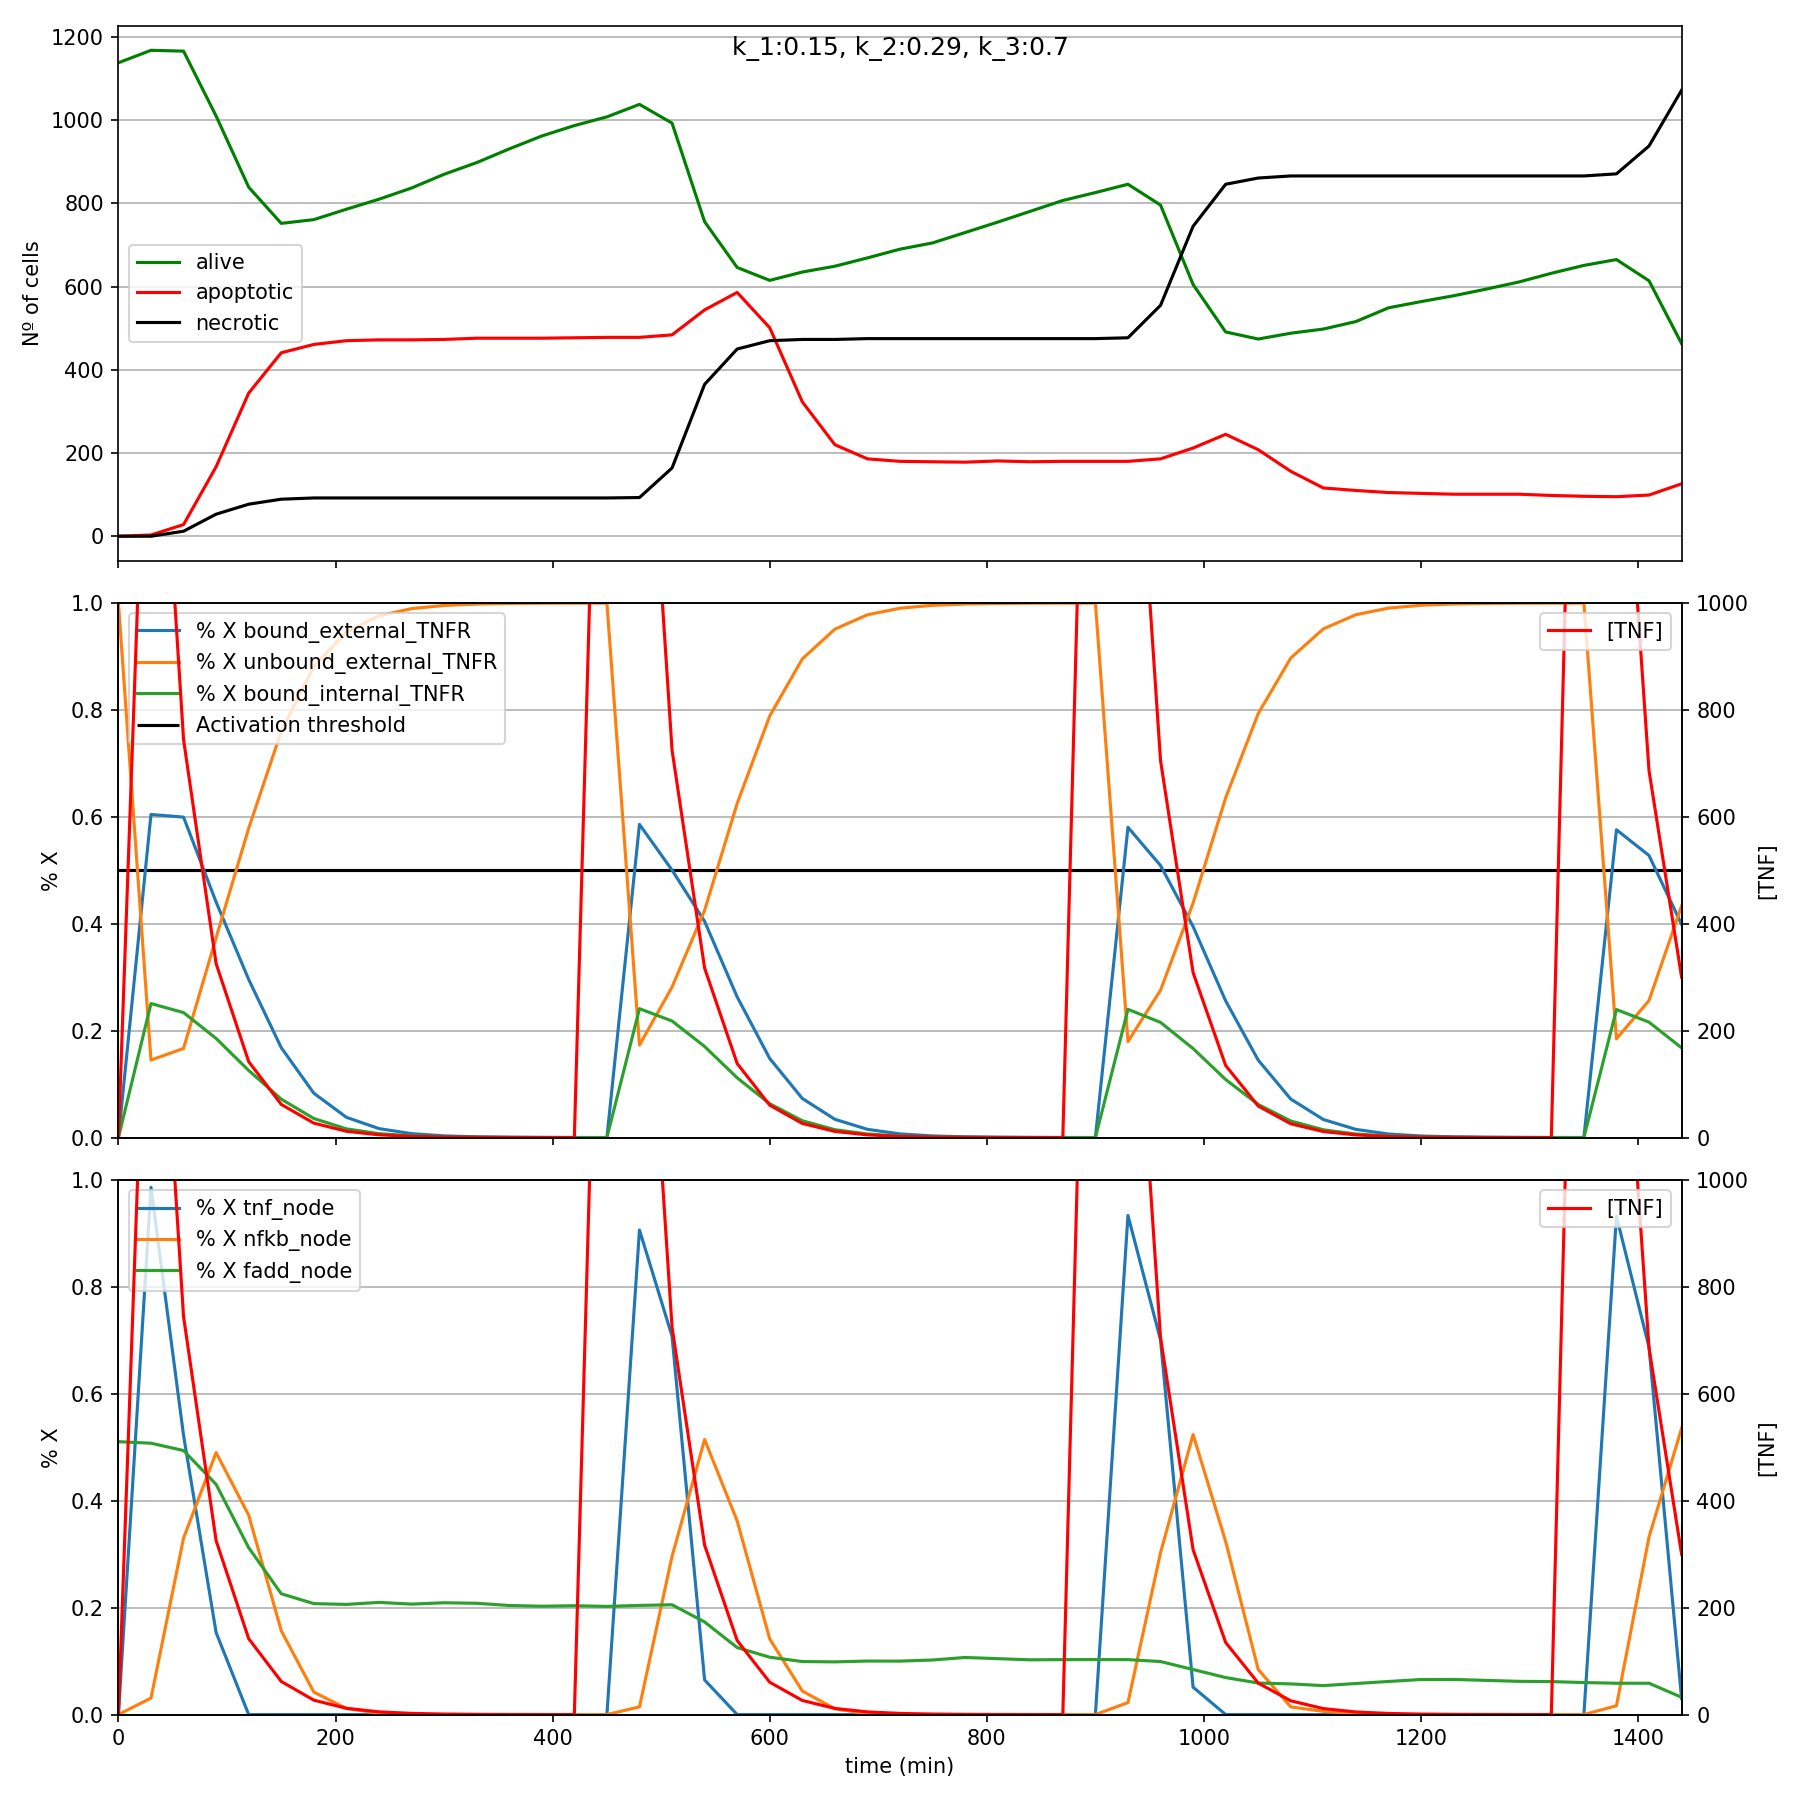 k_1:0.15, k_2:0.29, k_3:0.7
1200
1000
800
600
400
200
0
Nº of cells
alive
apoptotic
necrotic
1.0
0.8
0.6
0.4
0.2
0.0
% X
% X bound_external_TNFR
% X unbound_external_TNFR
% X bound_internal_TNFR
Activation threshold
[TNF]
1000
800
600
400
200
0
[TNF]
1.0
0.8
0.6
0.4
0.2
0.0
% X
% X tnf_node
% X nfkb_node
% X fadd_node
[TNF]
1000
800
600
400
200
0
[TNF]
0 200 400 600 800 1000 1200 1400
time (min)